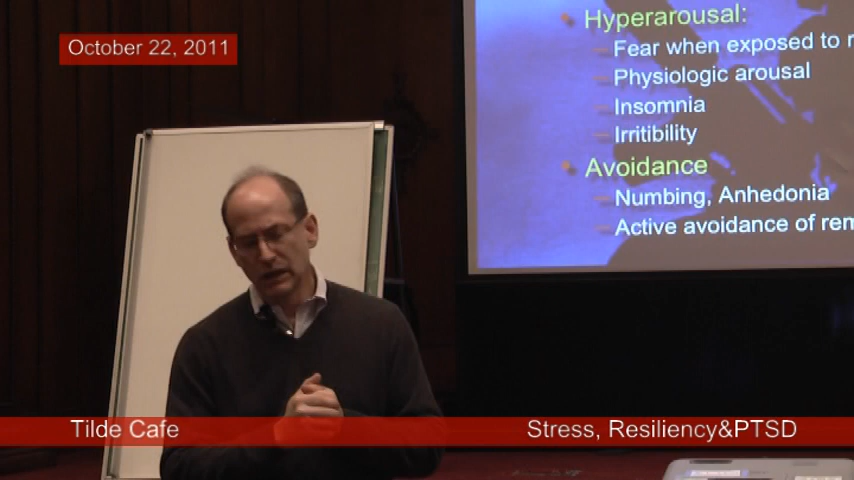 October 22, 2011
Hyperarousal:
Fear when exposed to
Physiologic arousal
Insomnia
Irritibility
Avoidance
Numbing, Anhedonia
Active avoidance of
Tilde Cafe
Stress, Resiliency&PTSD